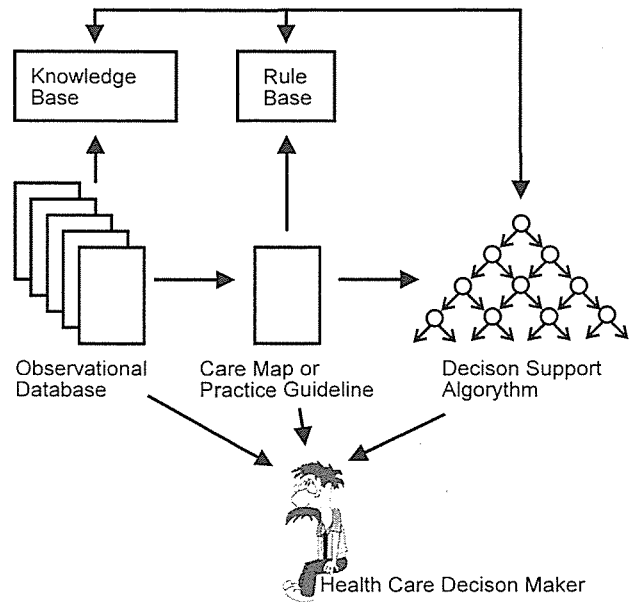 Knowledge
Base
Rule
Base
Observational
Database
Care Map or
Practice Guideline
Decison Support
Algorythm
Health Care Decison Maker